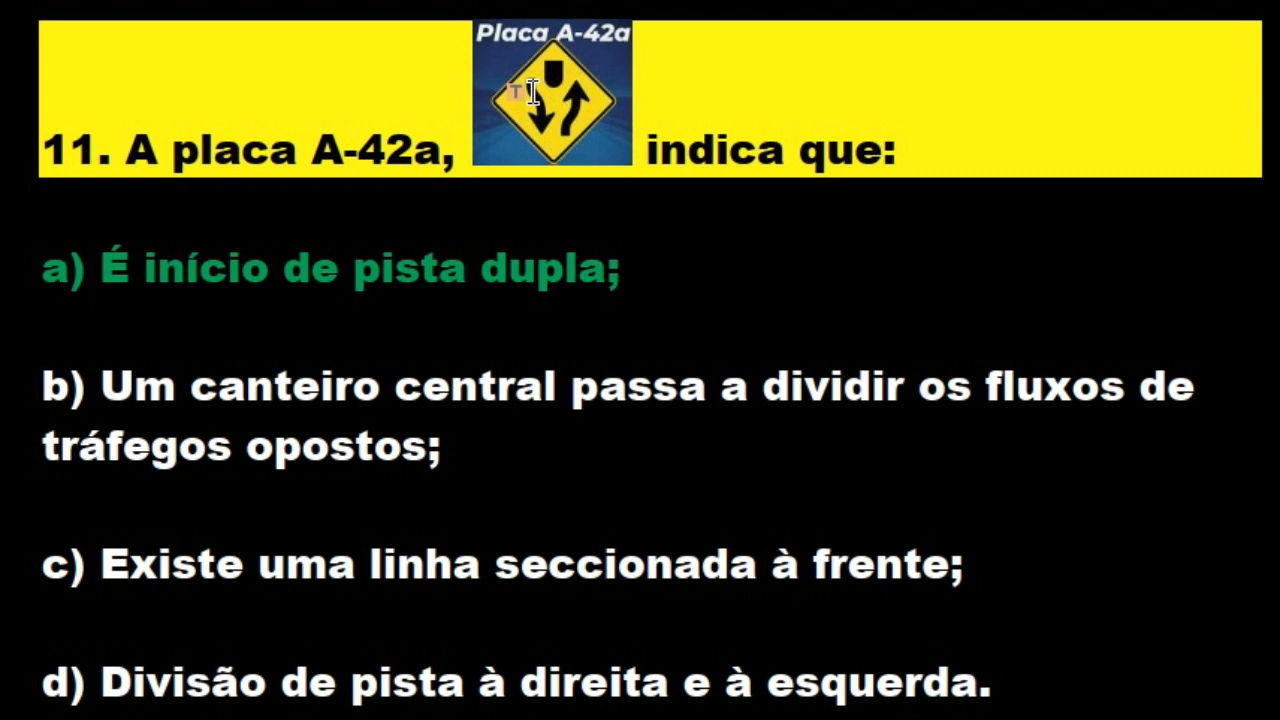 Placa A-42a
T
11. A placa A-42a, indica que:
a) É início de pista dupla;
b) Um canteiro central passa a dividir os fluxos de
tráfegos opostos;
c) Existe uma linha seccionada à frente;
d) Divisão de pista à direita e à esquerda.